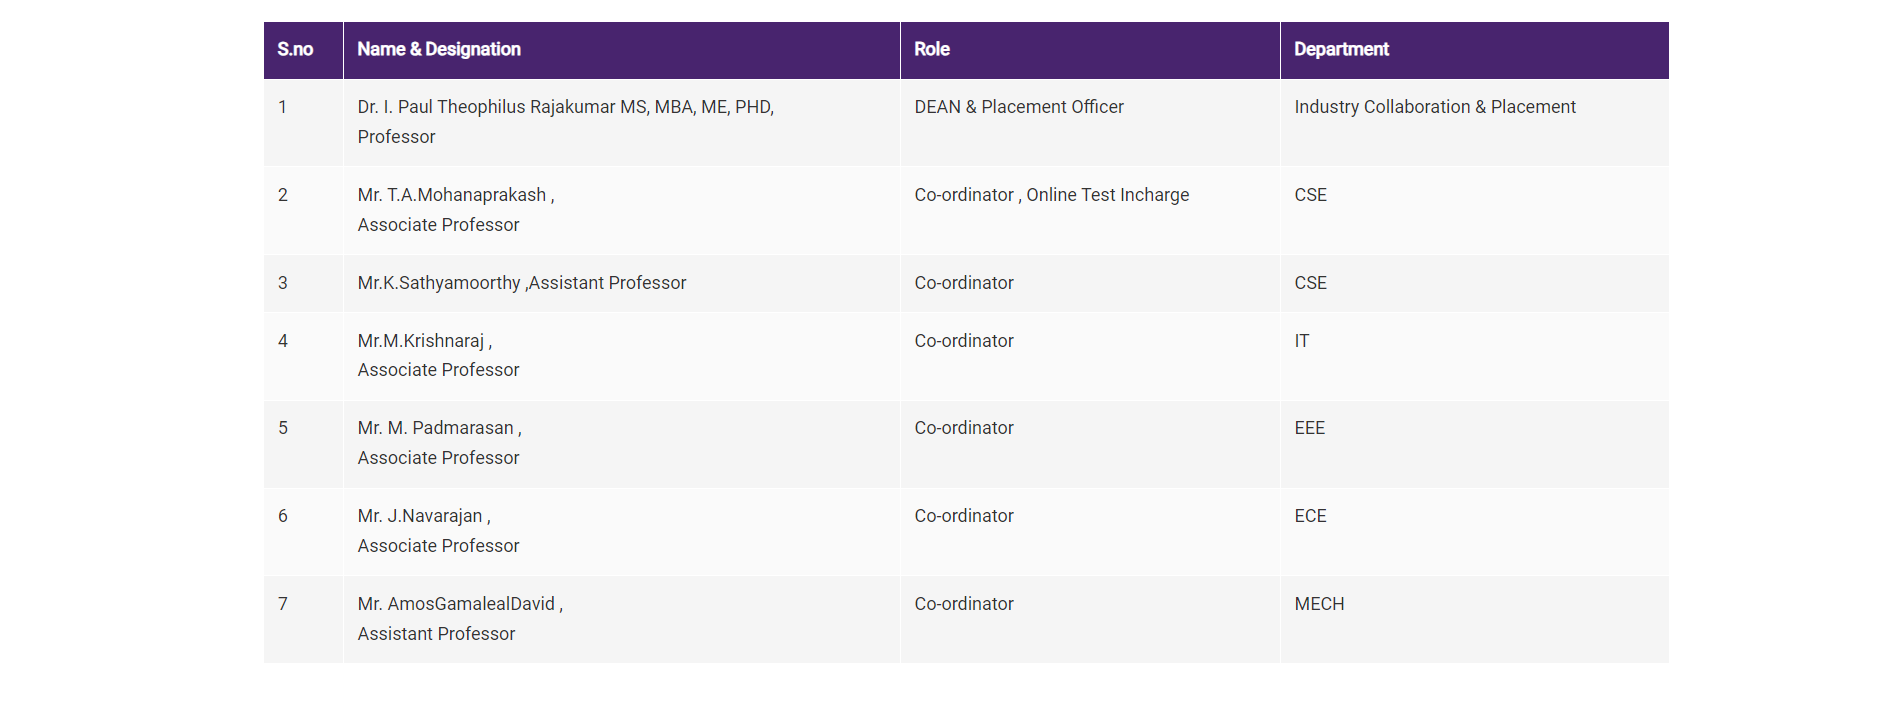 S.no Name & Designation Role Department
1 Dr. I. Paul Theophilus Rajakumar MS, MBA, ME, PHD, DEAN & Placement Officer Industry Collaboration & Placement
Professor
2 Mr. T.A.Mohanaprakash , Co-ordinator , Online Test Incharge CSE
Associate Professor
3 Mr.K.Sathyamoorthy ,Assistant Professor Co-ordinator CSE
4 Mr.M.Krishnaraj , Co-ordinator IT
Associate Professor
5 Mr. M. Padmarasan , Co-ordinator EEE
Associate Professor
6 Mr. J.Navarajan , Co-ordinator ECE
Associate Professor
7 Mr. AmosGamalealDavid , Co-ordinator MECH
Assistant Professor